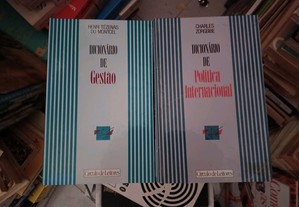 HENRY TEZENAS
DU MONTCEL
DICIONÁRIO
DE
Gestão
Círculo de Leitores
CHARLES
ZORGBIBE
DICIONÁRIO
DE
Política
Internacional
Círculo de Leitores